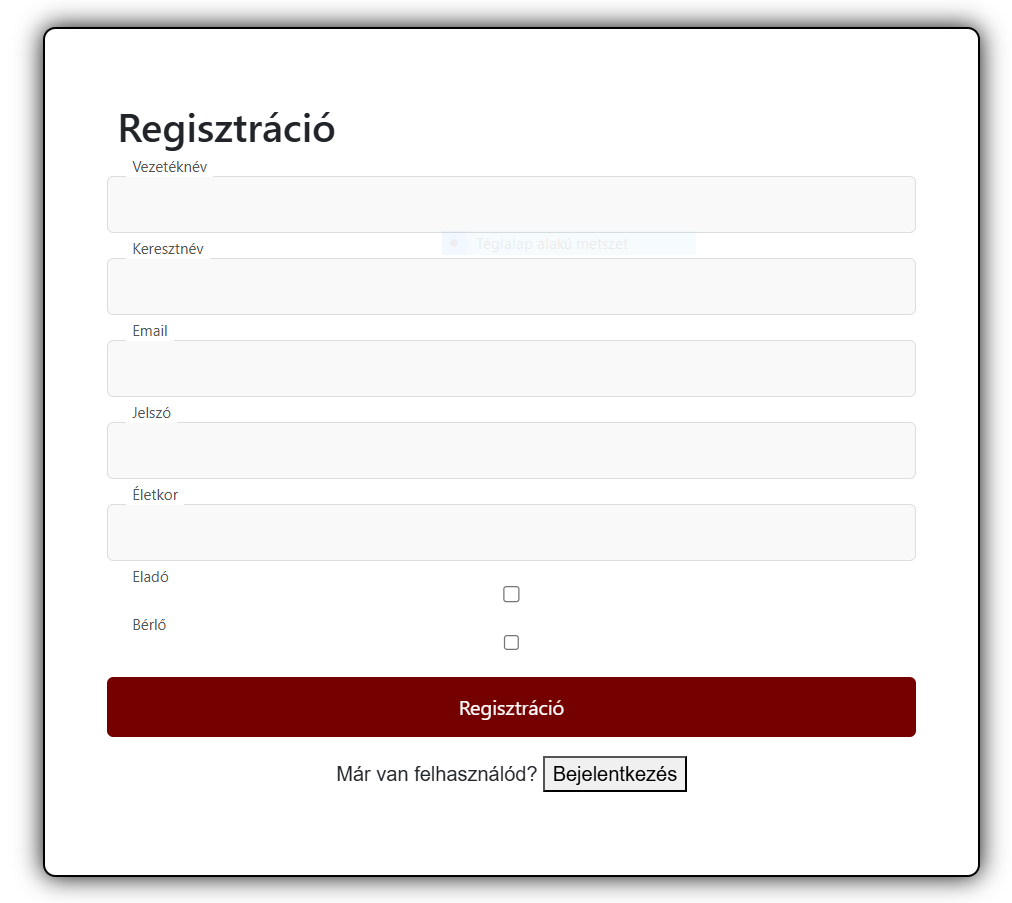 Regisztráció
Vezetéknév
Téglalap alakú metszet
Keresztnév
Email
Jelszó
Életkor
Eladó
Bérlő
Regisztráció
Már van felhasználód? Bejelentkezés